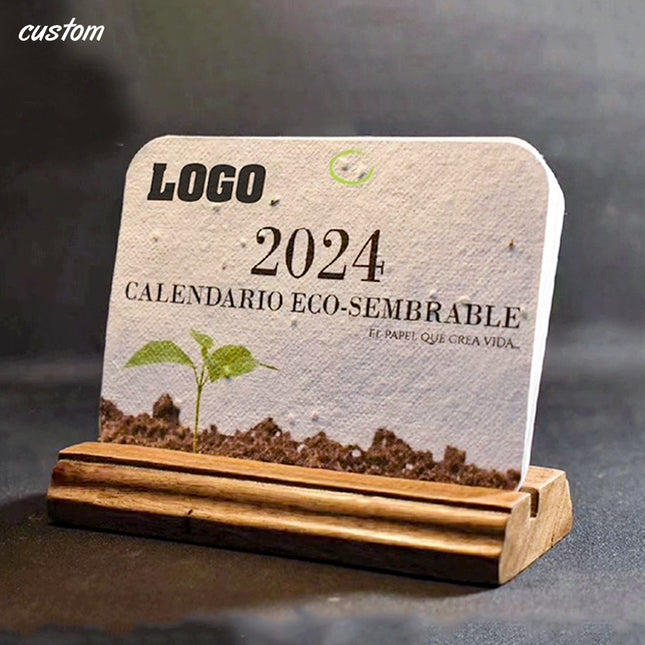 custom
LOGO
2024
CALENDARIO ECO-SEMBRABLE
EL PAPEL QUE CREA VIDA...